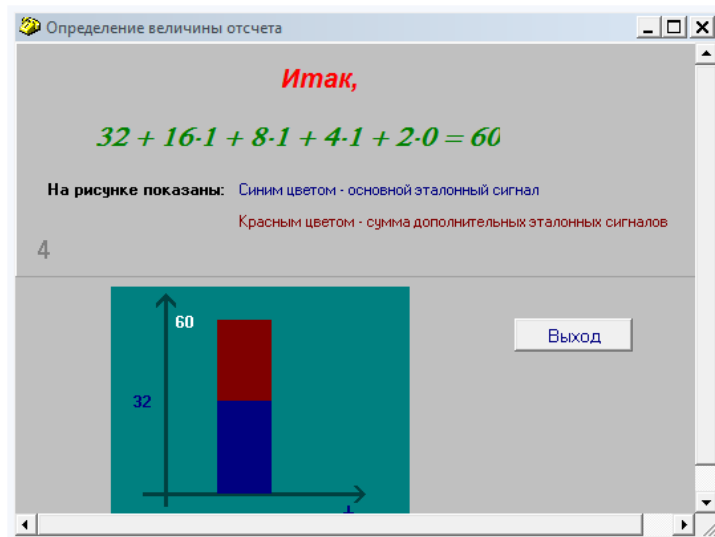 Определение величины отсчета
Итак,
32 + 16·1 + 8·1 + 4·1 + 2·0 = 60
На рисунке показаны: Синим цветом - основной эталонный сигнал
Красным цветом - сумма дополнительных эталонных сигналов
4
60
Выход
32